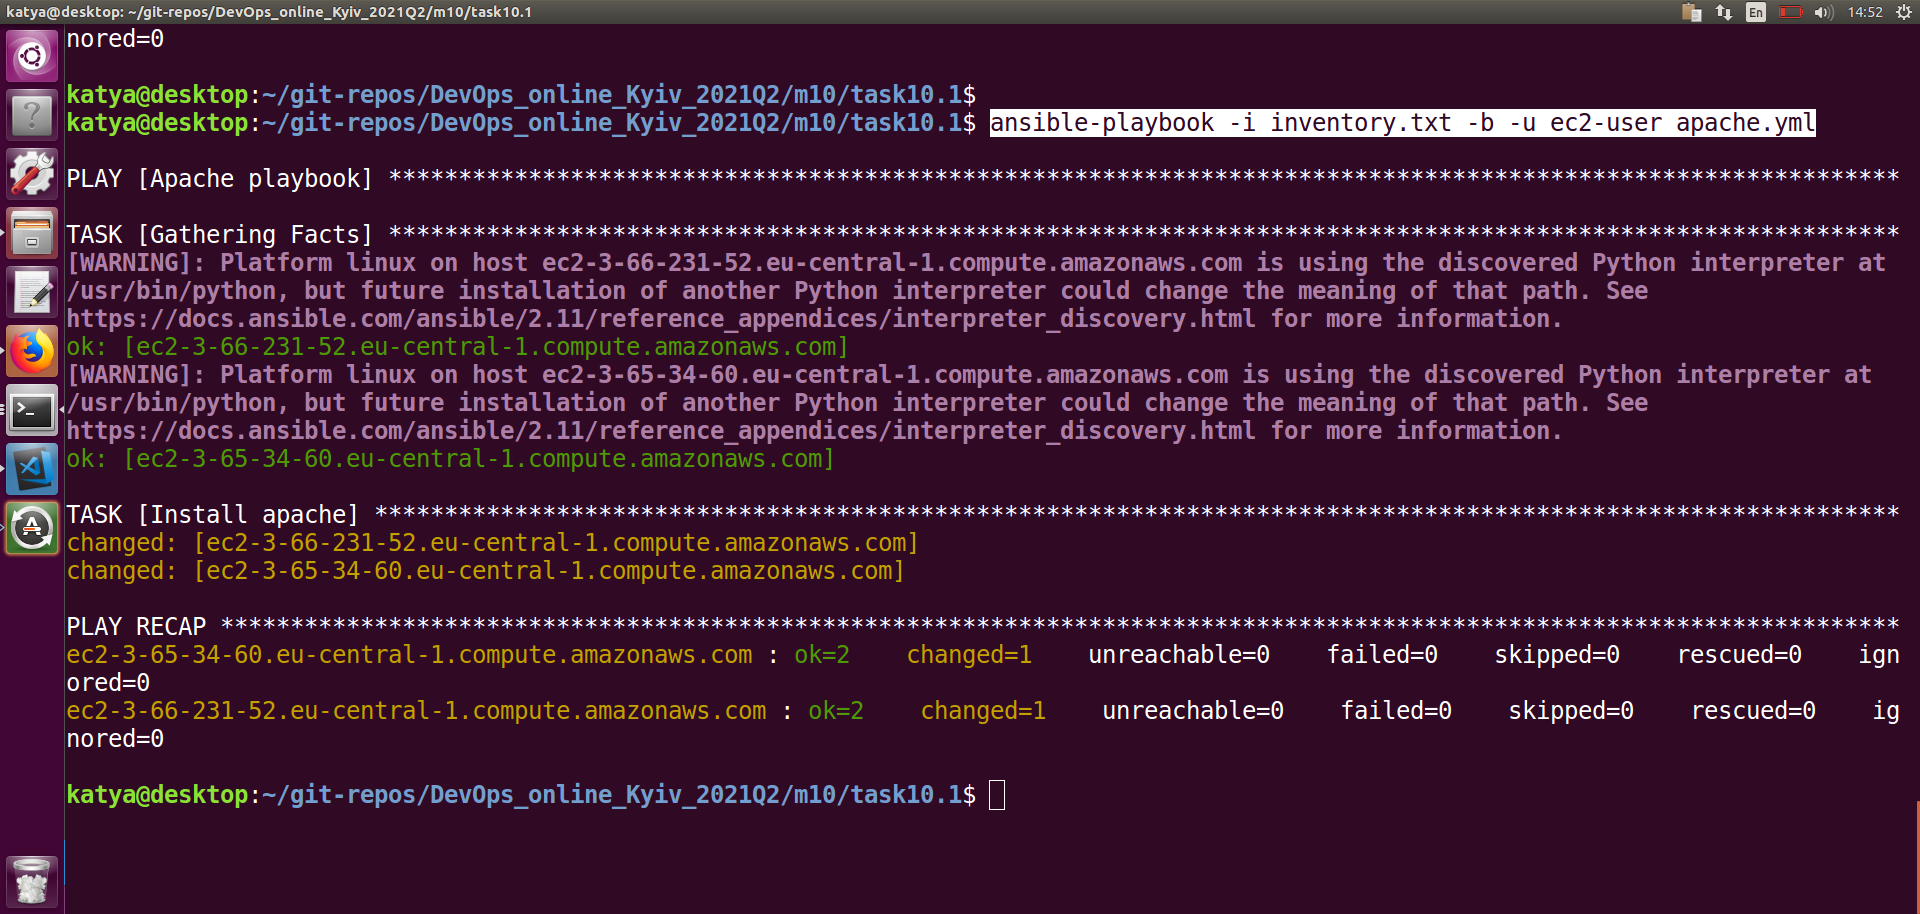 katya@desktop: ~/git-repos/DevOps_online_Kyiv_2021Q2/m10/task10.1
En
14:52
nored=0
katya@desktop:~/git-repos/DevOps_online_Kyiv_2021Q2/m10/task10.1$
katya@desktop:~/git-repos/DevOps_online_Kyiv_2021Q2/m10/task10.1$ ansible-playbook -i inventory.txt -b -u ec2-user apache.yml
PLAY [Apache playbook] ************************************************************************************************************
TASK [Gathering Facts] ************************************************************************************************************
[WARNING]: Platform linux on host ec2-3-66-231-52.eu-central-1.compute.amazonaws.com is using the discovered Python interpreter at
/usr/bin/python, but future installation of another Python interpreter could change the meaning of that path. See
https://docs.ansible.com/ansible/2.11/reference_appendices/interpreter_discovery.html for more information.
ok: [ec2-3-66-231-52.eu-central-1.compute.amazonaws.com]
[WARNING]: Platform linux on host ec2-3-65-34-60.eu-central-1.compute.amazonaws.com is using the discovered Python interpreter at
/usr/bin/python, but future installation of another Python interpreter could change the meaning of that path. See
https://docs.ansible.com/ansible/2.11/reference_appendices/interpreter_discovery.html for more information.
ok: [ec2-3-65-34-60.eu-central-1.compute.amazonaws.com]
TASK [Install apache] *************************************************************************************************************
changed: [ec2-3-66-231-52.eu-central-1.compute.amazonaws.com]
changed: [ec2-3-65-34-60.eu-central-1.compute.amazonaws.com]
PLAY RECAP ************************************************************************************************************************
ec2-3-65-34-60.eu-central-1.compute.amazonaws.com : ok=2    changed=1    unreachable=0    failed=0    skipped=0    rescued=0    ign
ored=0
ec2-3-66-231-52.eu-central-1.compute.amazonaws.com : ok=2    changed=1    unreachable=0    failed=0    skipped=0    rescued=0    ig
nored=0
katya@desktop:~/git-repos/DevOps_online_Kyiv_2021Q2/m10/task10.1$